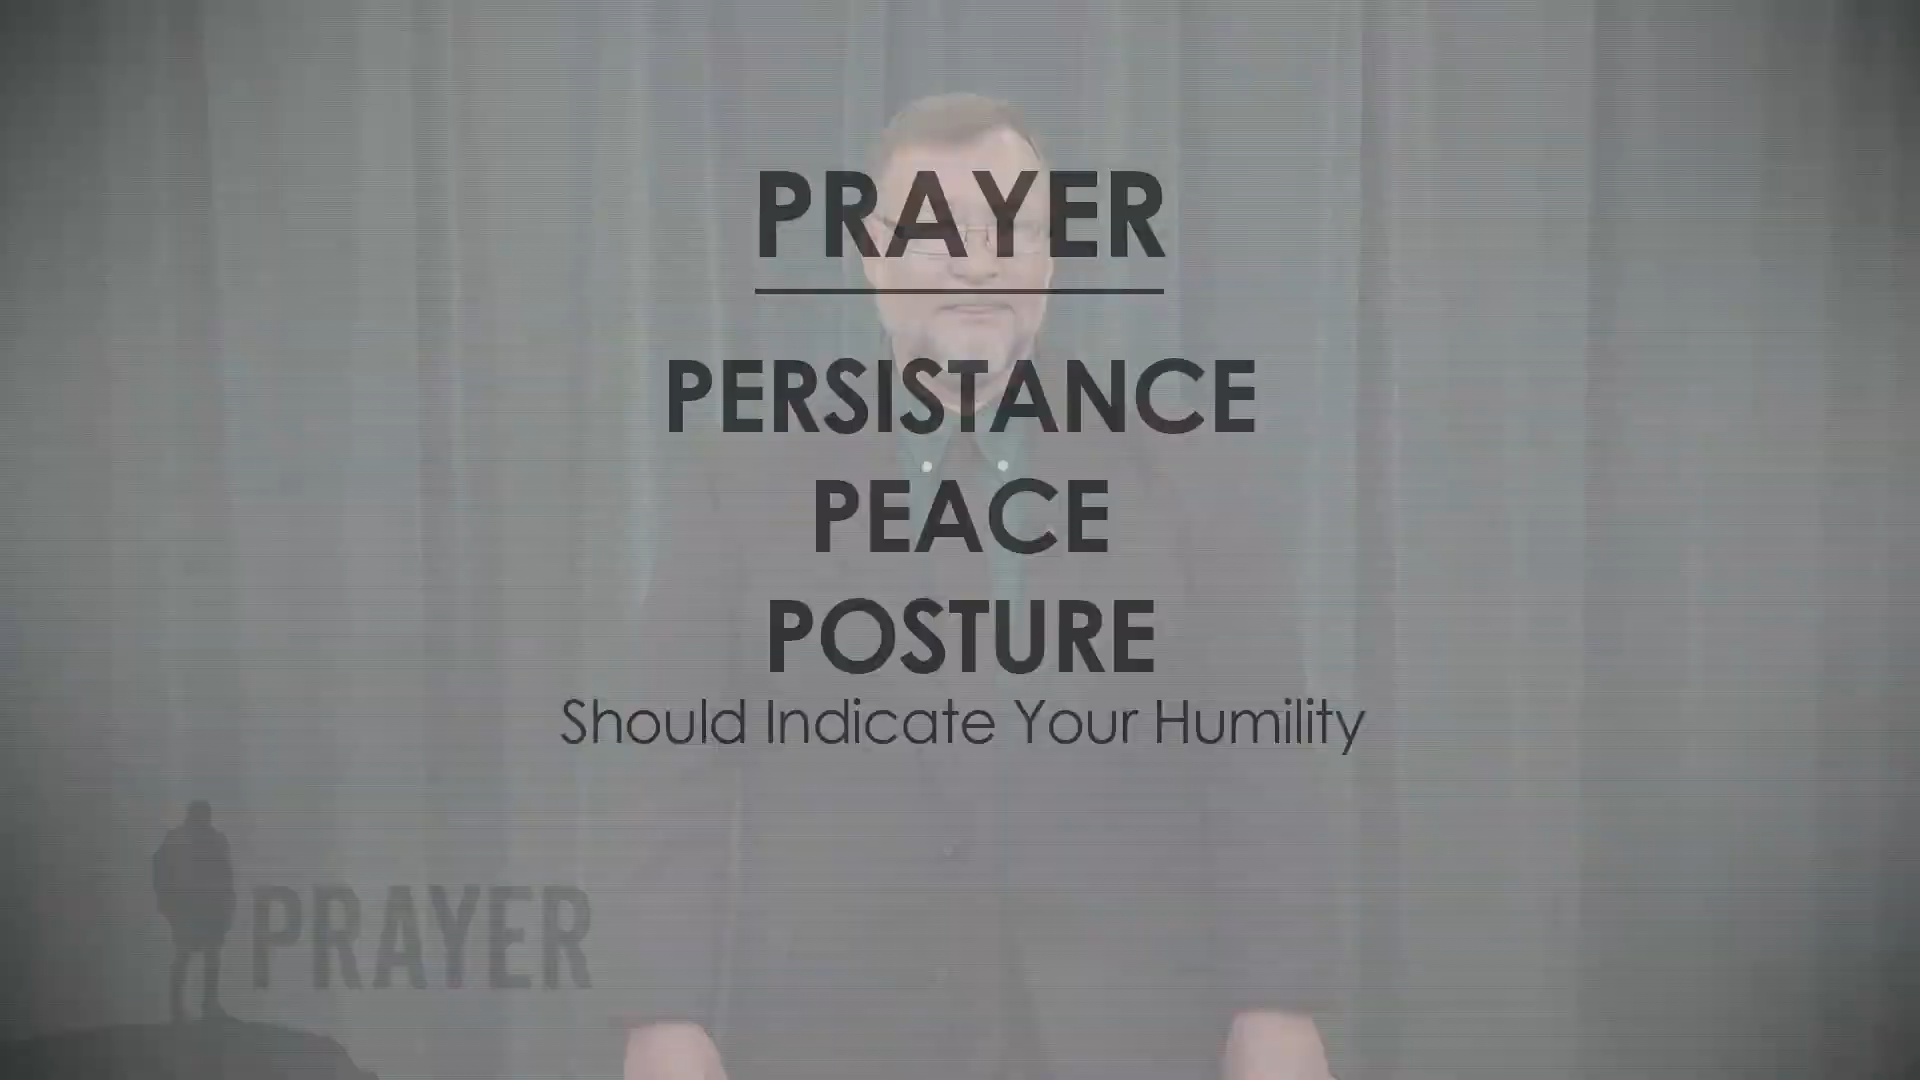 PRAYER
PERSISTANCE
PEACE
POSTURE
Should Indicate Your Humility
PRAYER